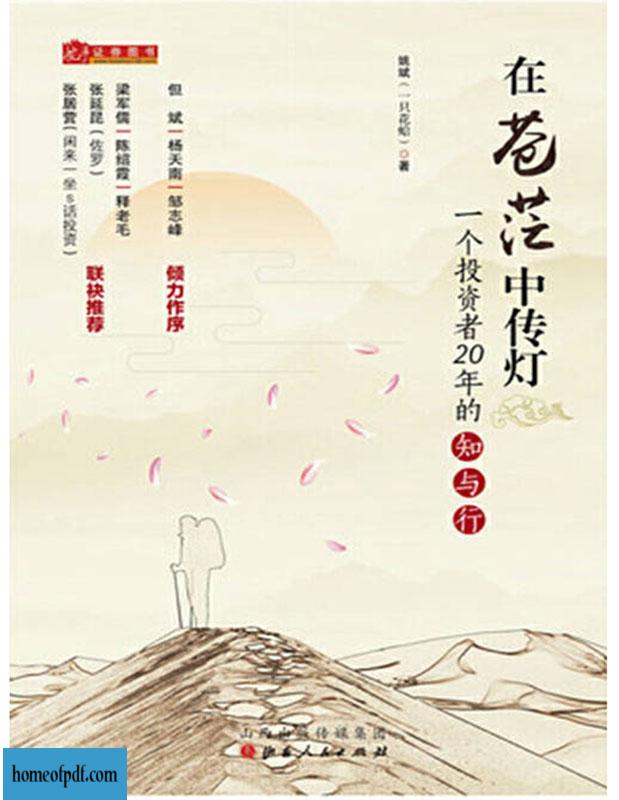 舵手证券图书
在苍茫中传灯
一个投资者20年的知与行
姚斌(一只花蛤)著
但 斌|杨天南|邹志峰
倾力作序
梁军儒|陈绍霞|释老毛
张延昆(佐罗)
张居营(闲来一坐s话投资)
联袂推荐
山西出版传媒集团
山西人民出版社
homeofpdf.com